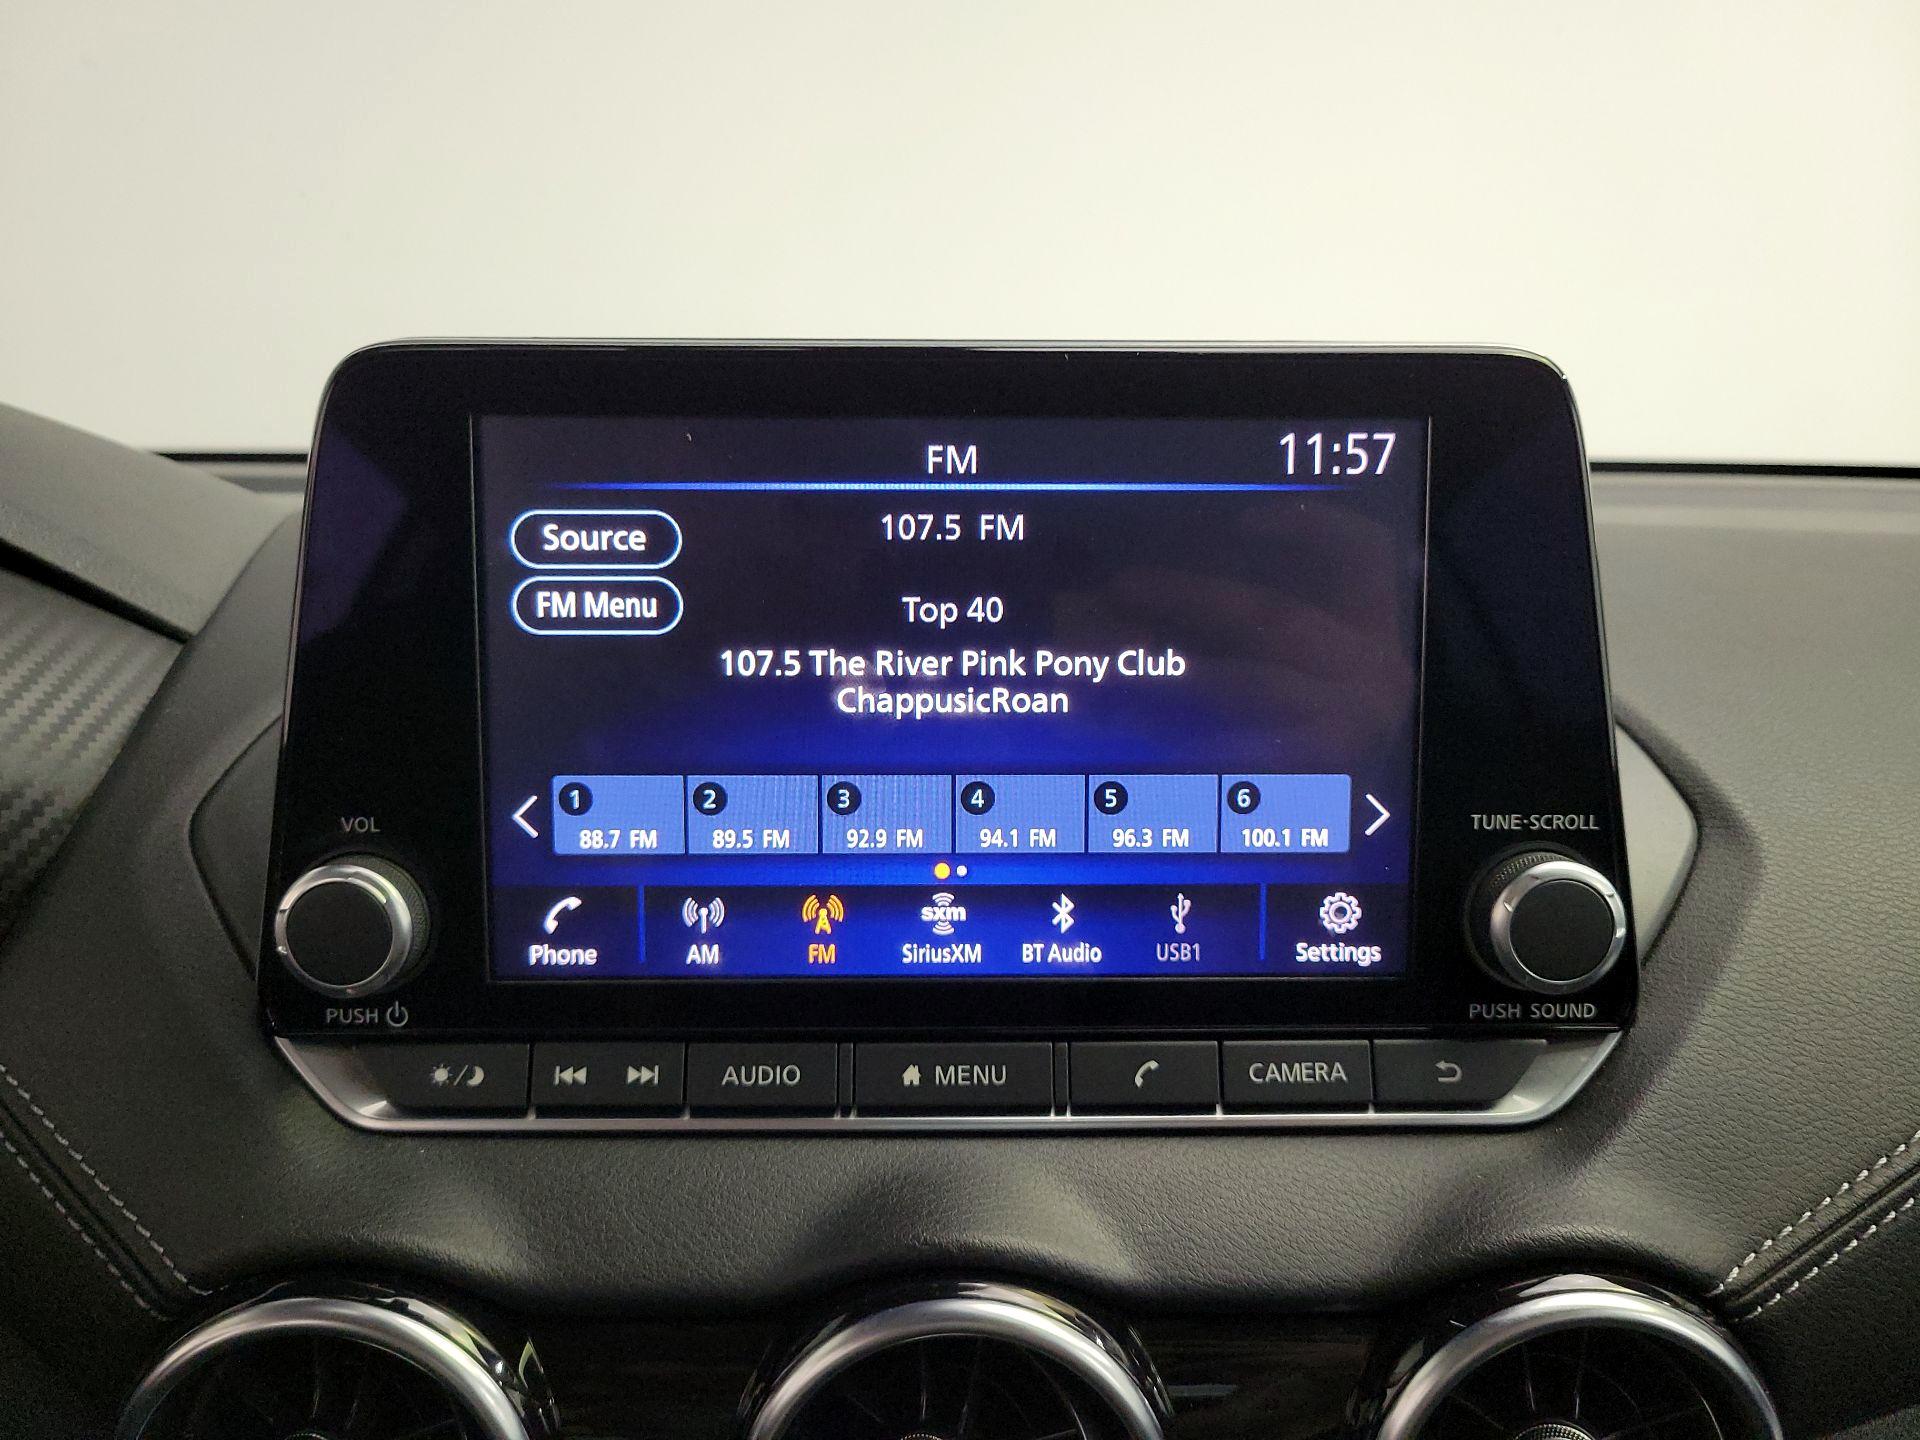 FM 11:57
Source
107.5 FM
FM Menu
Top 40
107.5 The River Pink Pony Club
ChappusicRoan
1 2 3 4 5 6
88.7 FM 89.5 FM 92.9 FM 94.1 FM 96.3 FM 100.1 FM
VOL
TUNE·SCROLL
sxm
Phone AM FM SiriusXM BT Audio USB1 Settings
PUSH
PUSH SOUND
AUDIO MENU CAMERA